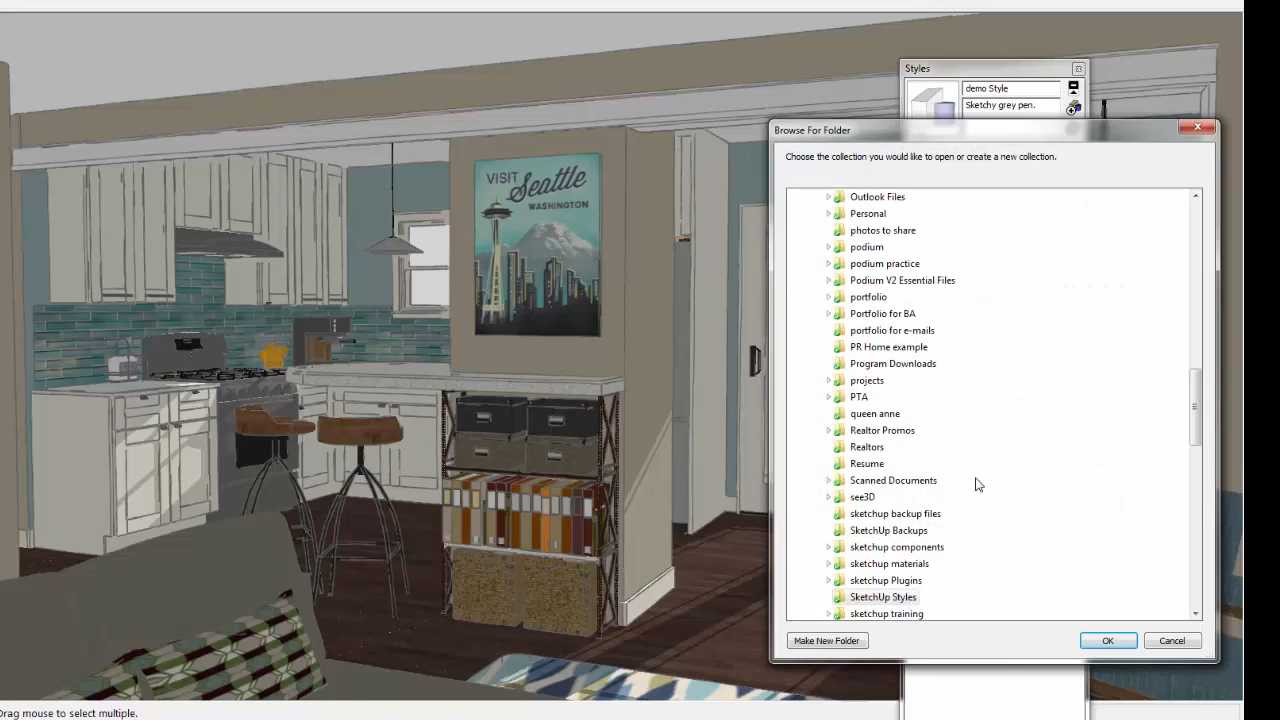 Styles
demo Style
Sketchy grey pen.
Browse For Folder
Choose the collection you would like to open or create a new collection.
VISIT
Seattle
WASHINGTON
Outlook Files
Personal
photos to share
podium
podium practice
Podium V2 Essential Files
portfolio
Portfolio for BA
portfolio for e-mails
PR Home example
Program Downloads
projects
PTA
queen anne
Realtor Promos
Realtors
Resume
Scanned Documents
see3D
sketchup backup files
SketchUp Backups
sketchup components
sketchup materials
sketchup Plugins
SketchUp Styles
sketchup training
Make New Folder
OK
Cancel
Drag mouse to select multiple.